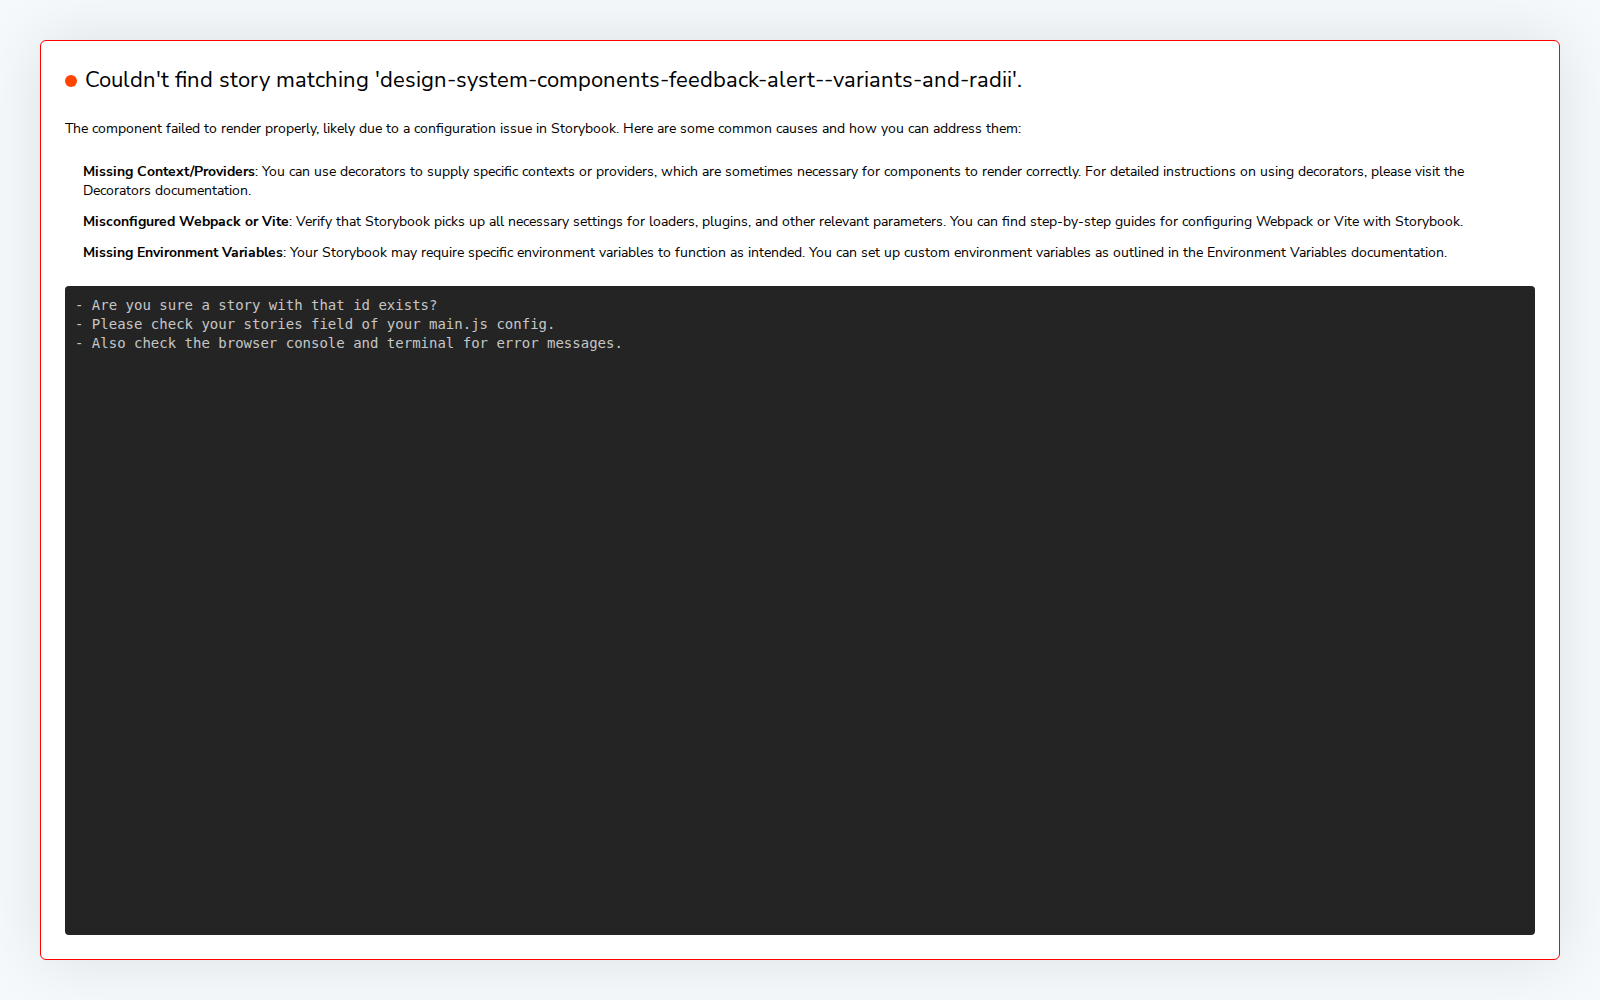 Couldn't find story matching 'design-system-components-feedback-alert--variants-and-radii'.
The component failed to render properly, likely due to a configuration issue in Storybook. Here are some common causes and how you can address them:
Missing Context/Providers: You can use decorators to supply specific contexts or providers, which are sometimes necessary for components to render correctly. For detailed instructions on using decorators, please visit the
Decorators documentation.
Misconfigured Webpack or Vite: Verify that Storybook picks up all necessary settings for loaders, plugins, and other relevant parameters. You can find step-by-step guides for configuring Webpack or Vite with Storybook.
Missing Environment Variables: Your Storybook may require specific environment variables to function as intended. You can set up custom environment variables as outlined in the Environment Variables documentation.
- Are you sure a story with that id exists?
- Please check your stories field of your main.js config.
- Also check the browser console and terminal for error messages.